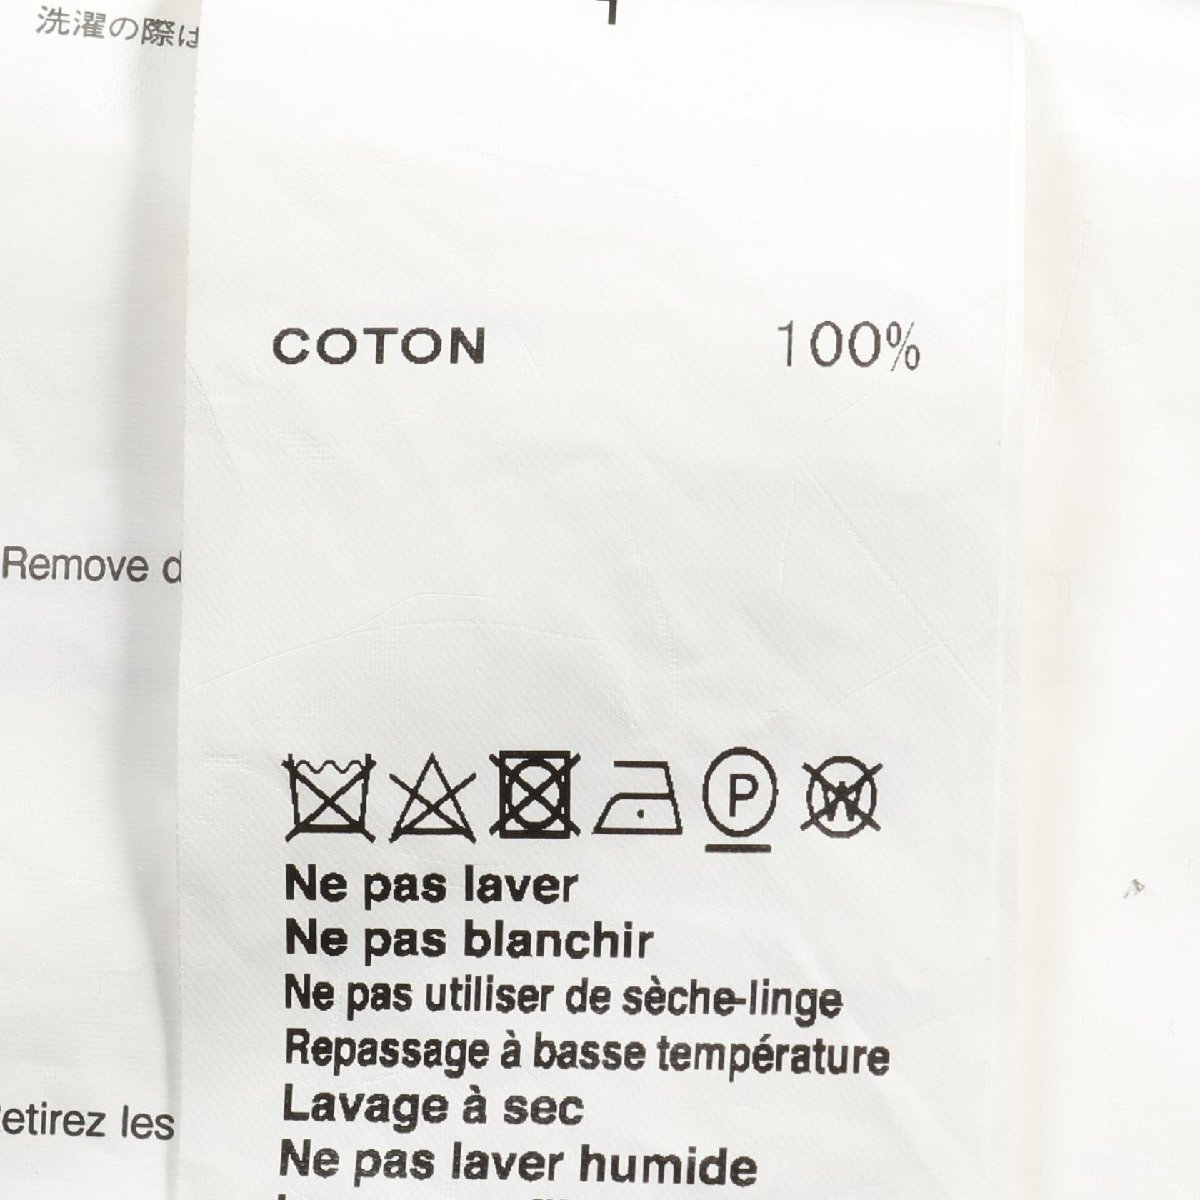 洗濯の際は
COTON 100%
Remove
P
W
Ne pas laver
Ne pas blanchir
Ne pas utiliser de sèche-linge
Repassage à basse température
Lavage à sec
Ne pas laver humide
etirez les